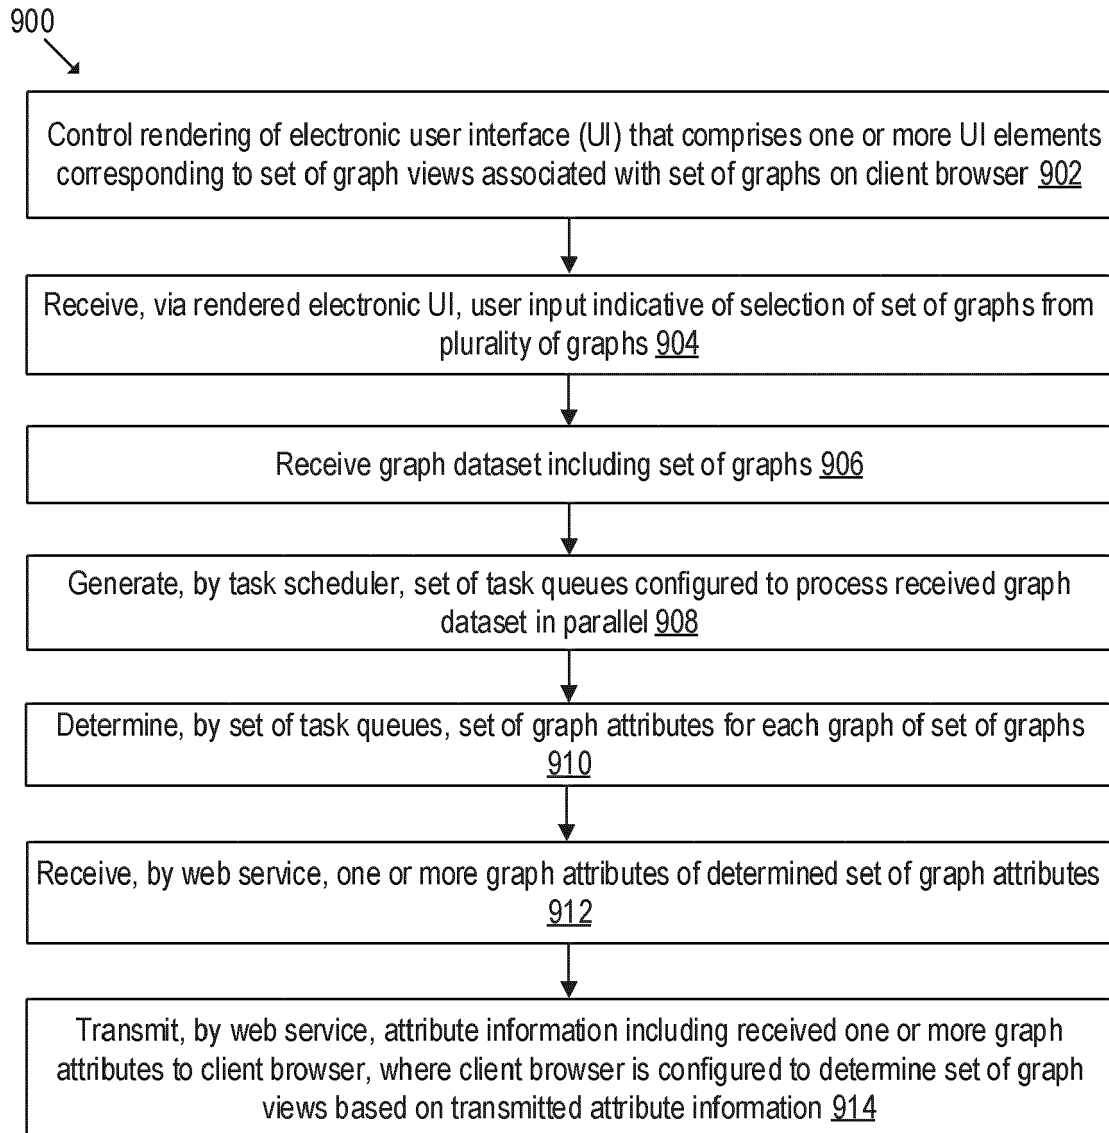 900
Control rendering of electronic user interface (UI) that comprises one or more UI elements
corresponding to set of graph views associated with set of graphs on client browser 902
Receive, via rendered electronic UI, user input indicative of selection of set of graphs from
plurality of graphs 904
Receive graph dataset including set of graphs 906
Generate, by task scheduler, set of task queues configured to process received graph
dataset in parallel 908
Determine, by set of task queues, set of graph attributes for each graph of set of graphs
910
Receive, by web service, one or more graph attributes of determined set of graph attributes
912
Transmit, by web service, attribute information including received one or more graph
attributes to client browser, where client browser is configured to determine set of graph
views based on transmitted attribute information 914